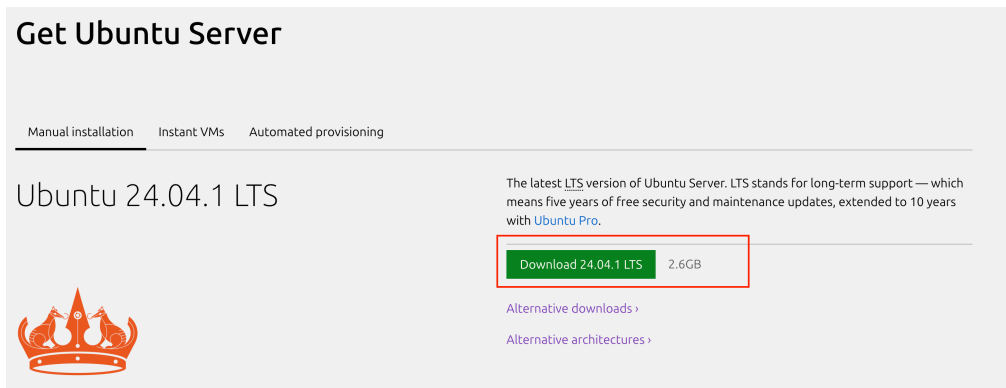 Get Ubuntu Server
Manual installation
Instant VMs
Automated provisioning
Ubuntu 24.04.1 LTS
The latest LTS version of Ubuntu Server. LTS stands for long-term support — which
means five years of free security and maintenance updates, extended to 10 years
with Ubuntu Pro.
Download 24.04.1 LTS
2.6GB
Alternative downloads ›
Alternative architectures ›